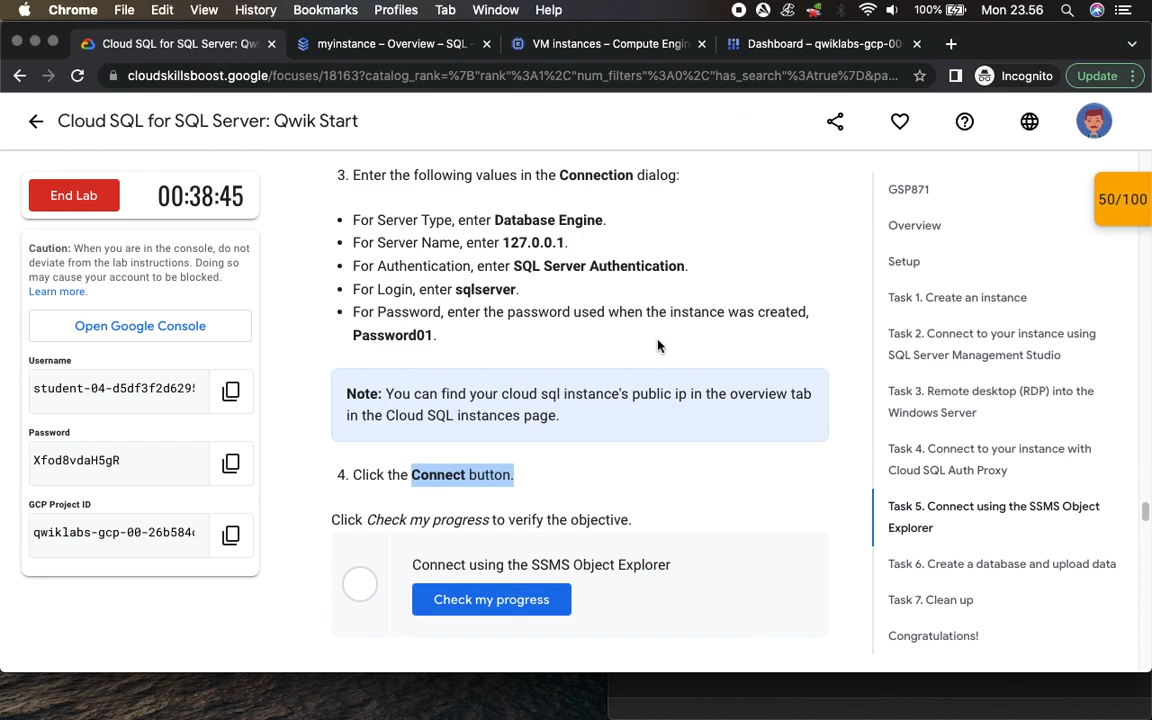 Chrome File Edit View History Bookmarks Profiles Tab Window Help 100% Mon 23.56
Cloud SQL for SQL Server: Qw myinstance – Overview – SQL - VM instances – Compute Engin Dashboard – qwiklabs-gcp-00-
cloudskillsboost.google/focuses/18163?catalog_rank=%7B"rank"%3A1%2C"num_filters"%3A0%2C"has_search"%3Atrue%7D&pa... Incognito Update
Cloud SQL for SQL Server: Qwik Start
End Lab 00:38:45
Caution: When you are in the console, do not
deviate from the lab instructions. Doing so
may cause your account to be blocked.
Learn more.
Open Google Console
Username
student-04-d5df3f2d629
Password
Xfod8vdaH5gR
GCP Project ID
qwiklabs-gcp-00-26b584
3. Enter the following values in the Connection dialog:
• For Server Type, enter Database Engine.
• For Server Name, enter 127.0.0.1.
• For Authentication, enter SQL Server Authentication.
• For Login, enter sqlserver.
• For Password, enter the password used when the instance was created,
Password01.
Note: You can find your cloud sql instance's public ip in the overview tab
in the Cloud SQL instances page.
4. Click the Connect button.
Click Check my progress to verify the objective.
Connect using the SSMS Object Explorer
Check my progress
50/100
GSP871
Overview
Setup
Task 1. Create an instance
Task 2. Connect to your instance using
SQL Server Management Studio
Task 3. Remote desktop (RDP) into the
Windows Server
Task 4. Connect to your instance with
Cloud SQL Auth Proxy
Task 5. Connect using the SSMS Object
Explorer
Task 6. Create a database and upload data
Task 7. Clean up
Congratulations!